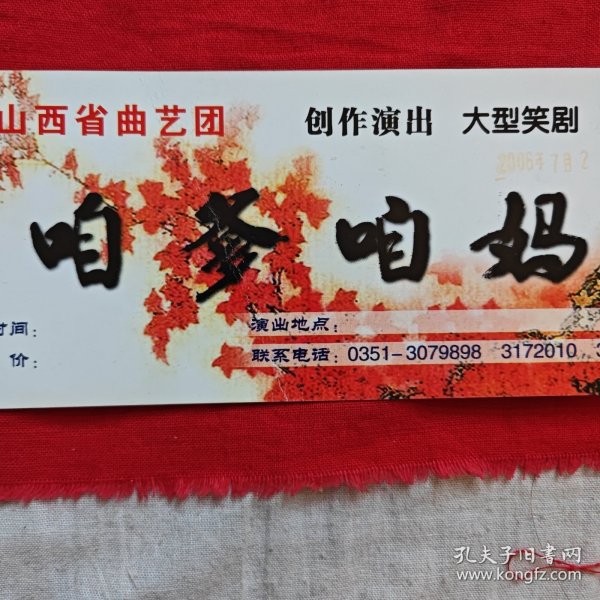 山西省曲艺团 创作演出 大型笑剧
2006年7月2
咱爹咱妈
时间：
演出地点：
价：
联系电话：0351-3079898 3172010
孔夫子旧书网
www.kongfz.com